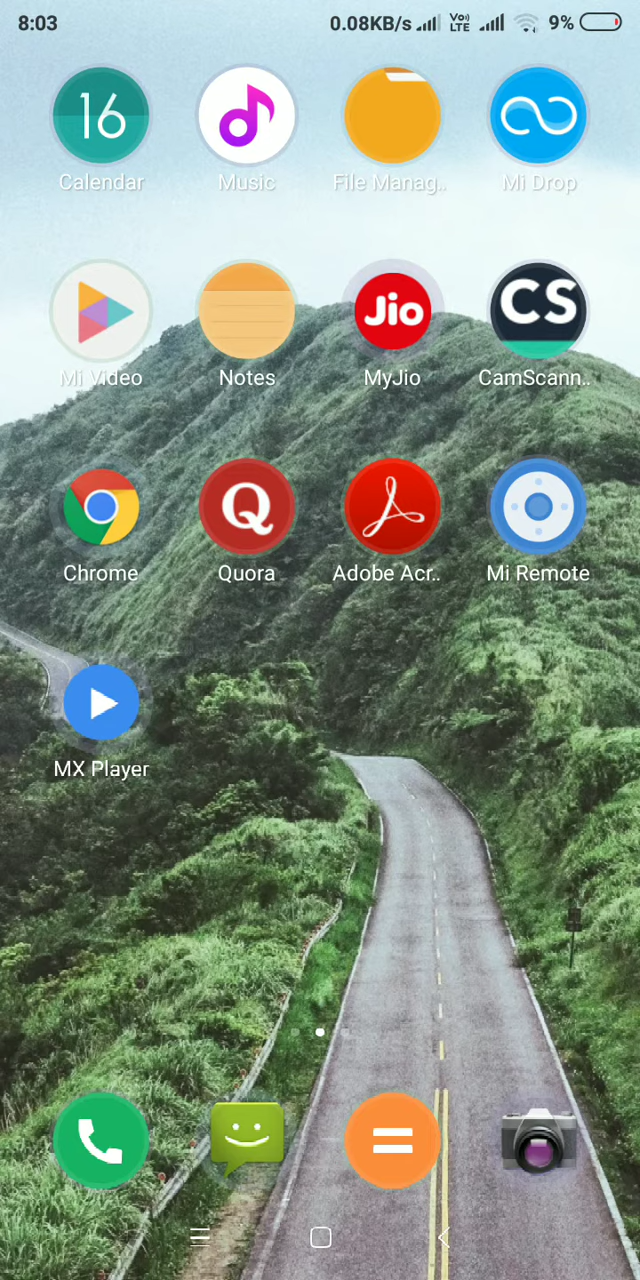 8:03 0.08KB/s Vo) LTE 9%
16
Calendar Music File Manag.. Mi Drop
Jio CS
Mi Video Notes MyJio CamScann..
Q
Chrome Quora Adobe Acr.. Mi Remote
MX Player